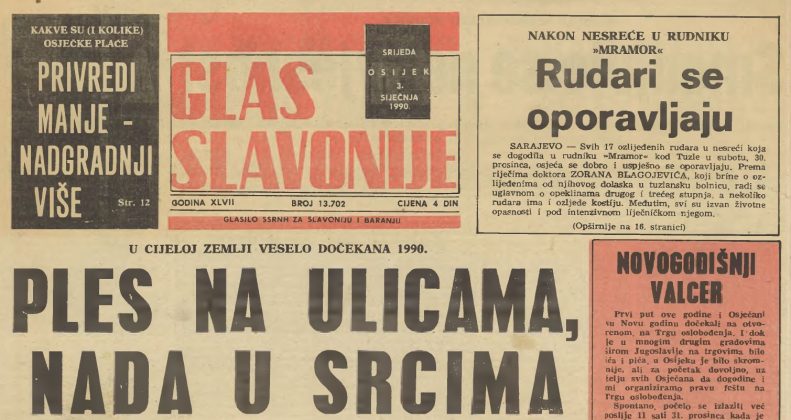 KAKVE SU (I KOLIKE)
OSJEČKE PLAĆE
PRIVREDI
MANJE -
NADGRADNJI
VIŠE
Str. 12
SRIJEDA
OSIJEK
3.
SIJEČNJA
1990.
GLAS
SLAVONIJE
GODINA XLVII BROJ 13.702 CIJENA 4 DIN
GLASILO SSRNH ZA SLAVONIJU I BARANJU
NAKON NESREĆE U RUDNIKU
»MRAMOR«
Rudari se
oporavljaju
SARAJEVO — Svih 17 ozlijeđenih rudara u nesreći koja
se dogodila u rudniku »Mramor« kod Tuzle u subotu, 30.
prosinca, osjeća se dobro i uspješno se oporavljaju. Prema
riječima doktora ZORANA BLAGOJEVIĆA, koji brine o oz-
lijeđenima od njihovog dolaska u tuzlansku bolnicu, radi se
uglavnom o opeklinama drugog i trećeg stupnja, a nekoliko
rudara ima i ozljede kostiju. Međutim, svi su izvan životne
opasnosti i pod intenzivnom liječničkom njegom.
(Opširnije na 16. stranici)
U CIJELOJ ZEMLJI VESELO DOČEKANA 1990.
PLES NA ULICAMA,
NADA U SRCIMA
NOVOGODIŠNJI
VALCER
Prvi put ove godine i Osječani
su Novu godinu dočekali na otvo-
renom, na Trgu oslobođenja. I dok
je u mnogim drugim gradovima
širom Jugoslavije na trgovima bilo
ića i pića, u Osijeku je bilo skrom-
nije, ali za početak dovoljno, uz
želju svih Osječana da dogodine i
mi organiziramo pravu feštu na
Trgu oslobođenja.
Spontano, počelo se izlaziti već
poslije 11 sati 31. prosinca kada je